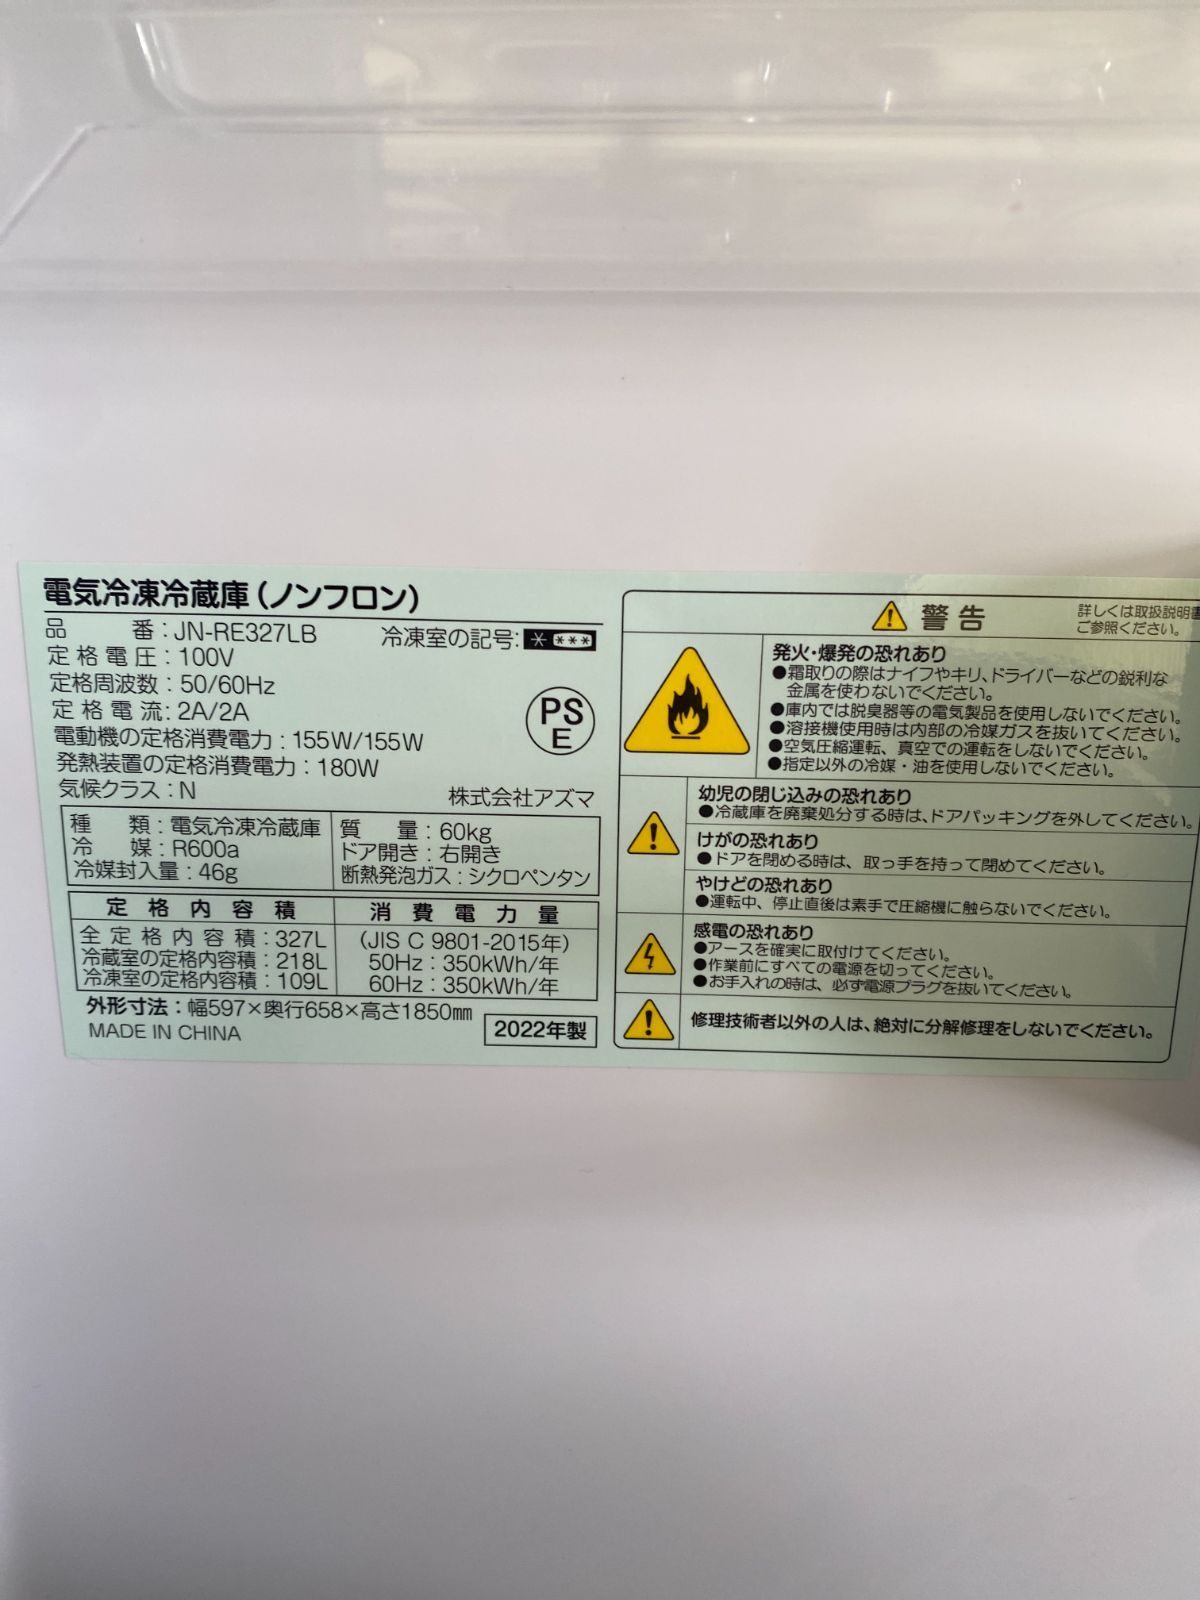 電気冷凍冷蔵庫(ノンフロン)
品番:JN-RE327LB 冷凍室の記号:* ***
定格電圧:100V
定格周波数:50/60Hz
定格電流:2A/2A
電動機の定格消費電力:155W/155W
発熱装置の定格消費電力:180W
気候クラス:N
PS
E
株式会社アズマ
種類:電気冷凍冷蔵庫
冷媒:R600a
冷媒封入量:46g
質量:60kg
ドア開き:右開き
断熱発泡ガス:シクロペンタン
定格内容積
全定格内容積:327L
冷蔵室の定格内容積:218L
冷凍室の定格内容積:109L
消費電力量
(JIS C 9801-2015年)
50Hz:350kWh/年
60Hz:350kWh/年
外形寸法:幅597×奥行658×高さ1850㎜
MADE IN CHINA
2022年製
警告
詳しくは取扱説明書
ご参照ください。
発火・爆発の恐れあり
●霜取りの際はナイフやキリ、ドライバーなどの鋭利な
金属を使わないでください。
●庫内では脱臭器等の電気製品を使用しないでください。
●溶接機使用時は内部の冷媒ガスを抜いてください。
●空気圧縮運転、真空での運転をしないでください。
●指定以外の冷媒・油を使用しないでください。
幼児の閉じ込みの恐れあり
●冷蔵庫を廃棄処分する時は、ドアパッキングを外してください。
けがの恐れあり
●ドアを閉める時は、取っ手を持って閉めてください。
やけどの恐れあり
●運転中、停止直後は素手で圧縮機に触らないでください。
感電の恐れあり
●アースを確実に取付けてください。
●作業前にすべての電源を切ってください。
●お手入れの時は、必ず電源プラグを抜いてください。
修理技術者以外の人は、絶対に分解修理をしないでください。